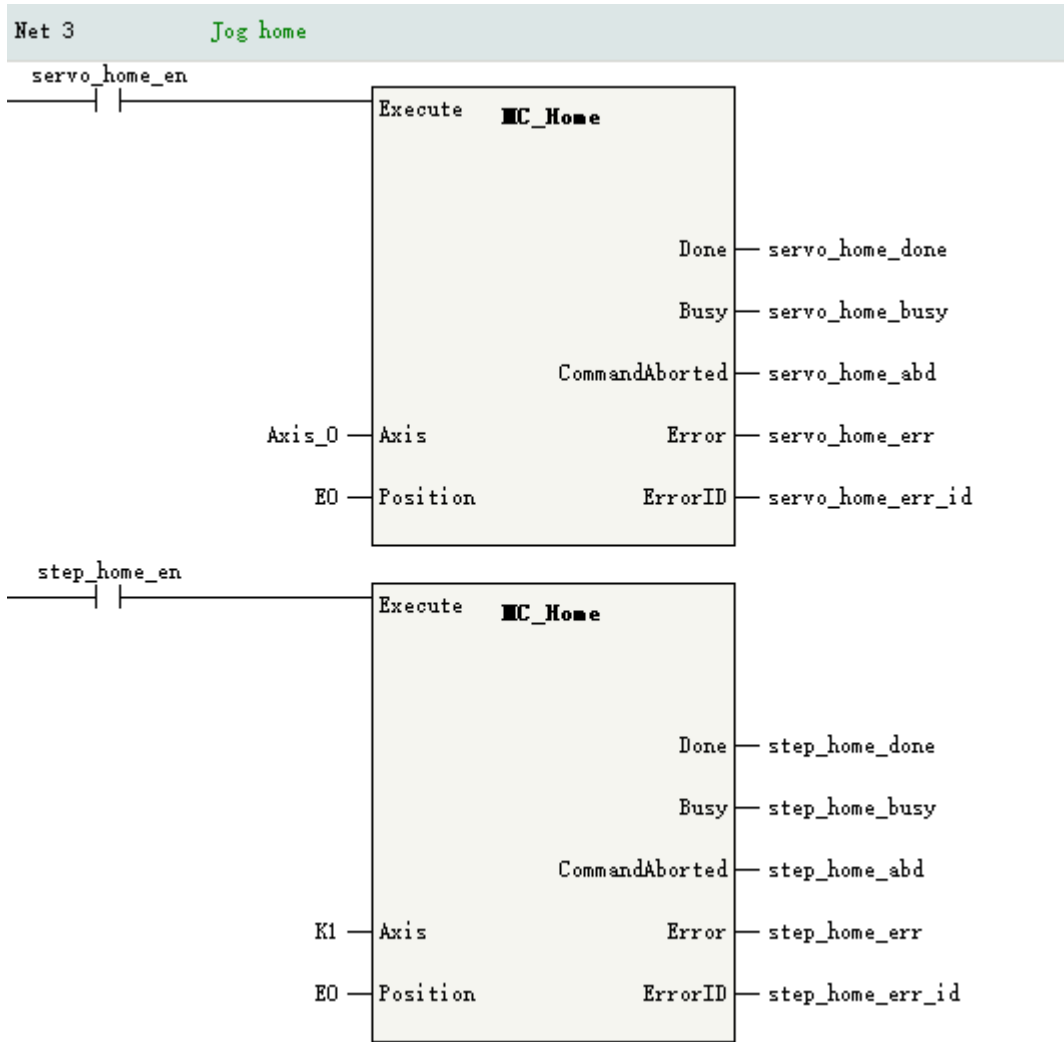 Net 3 Jog home
servo_home_en
Execute MC_Home
Done servo_home_done
Busy servo_home_busy
CommandAborted servo_home_abd
Axis_0 Axis Error servo_home_err
E0 Position ErrorID servo_home_err_id
step_home_en
Execute MC_Home
Done step_home_done
Busy step_home_busy
CommandAborted step_home_abd
K1 Axis Error step_home_err
E0 Position ErrorID step_home_err_id